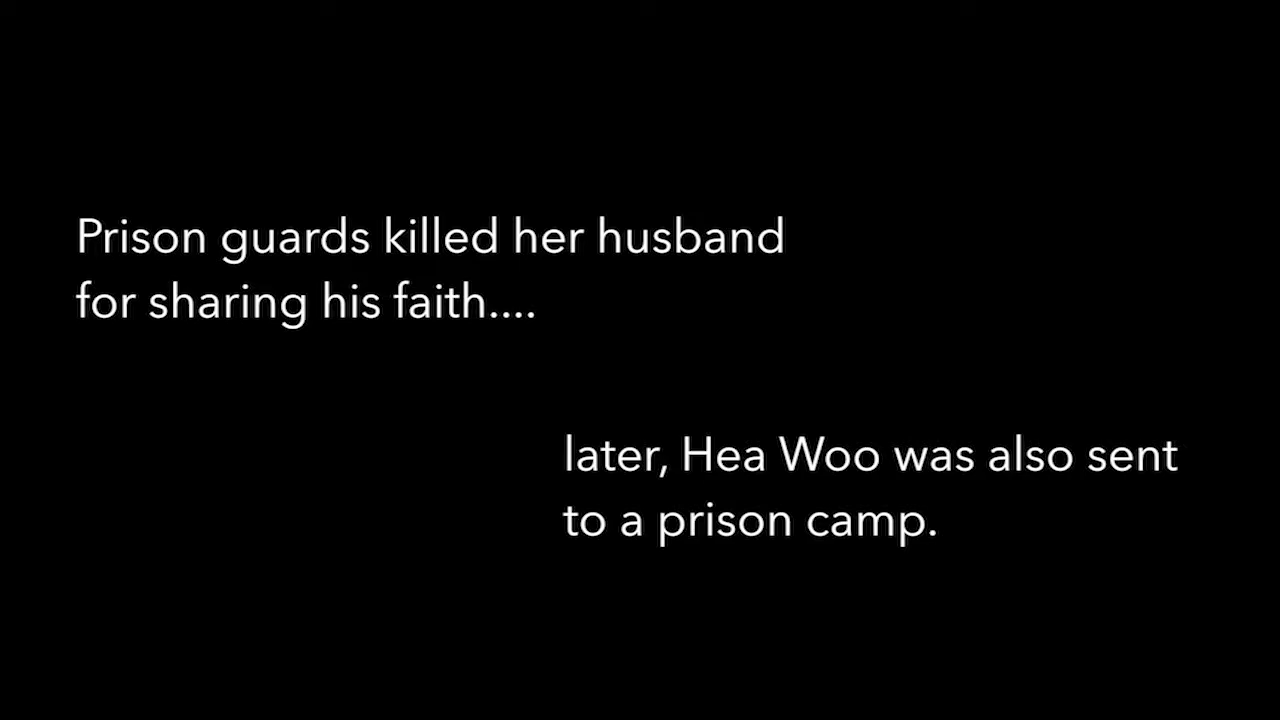 Prison guards killed her husband
for sharing his faith....
later, Hea Woo was also sent
to a prison camp.